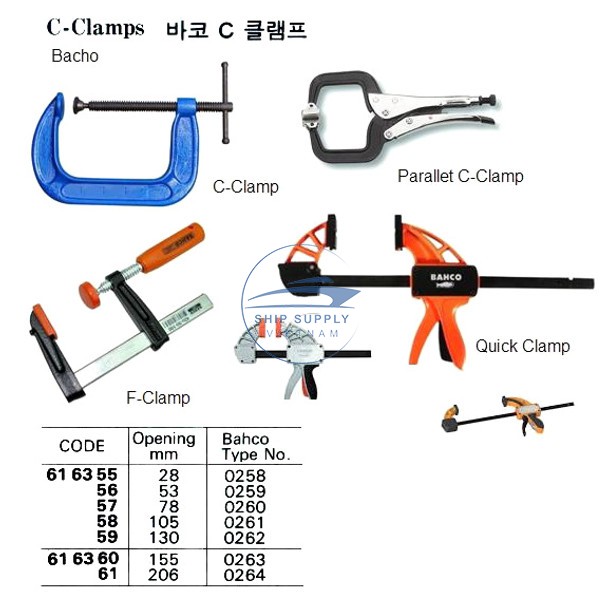 C-Clamps 바코 C 클램프
Bacho
C-Clamp
Parallet C-Clamp
BAHCO
SHIP SUPPLY
VIETNAM
Quick Clamp
F-Clamp
CODE Opening mm Bahco Type No.
61 63 55 28 0258
56 53 0259
57 78 0260
58 105 0261
59 130 0262
61 63 60 155 0263
61 206 0264